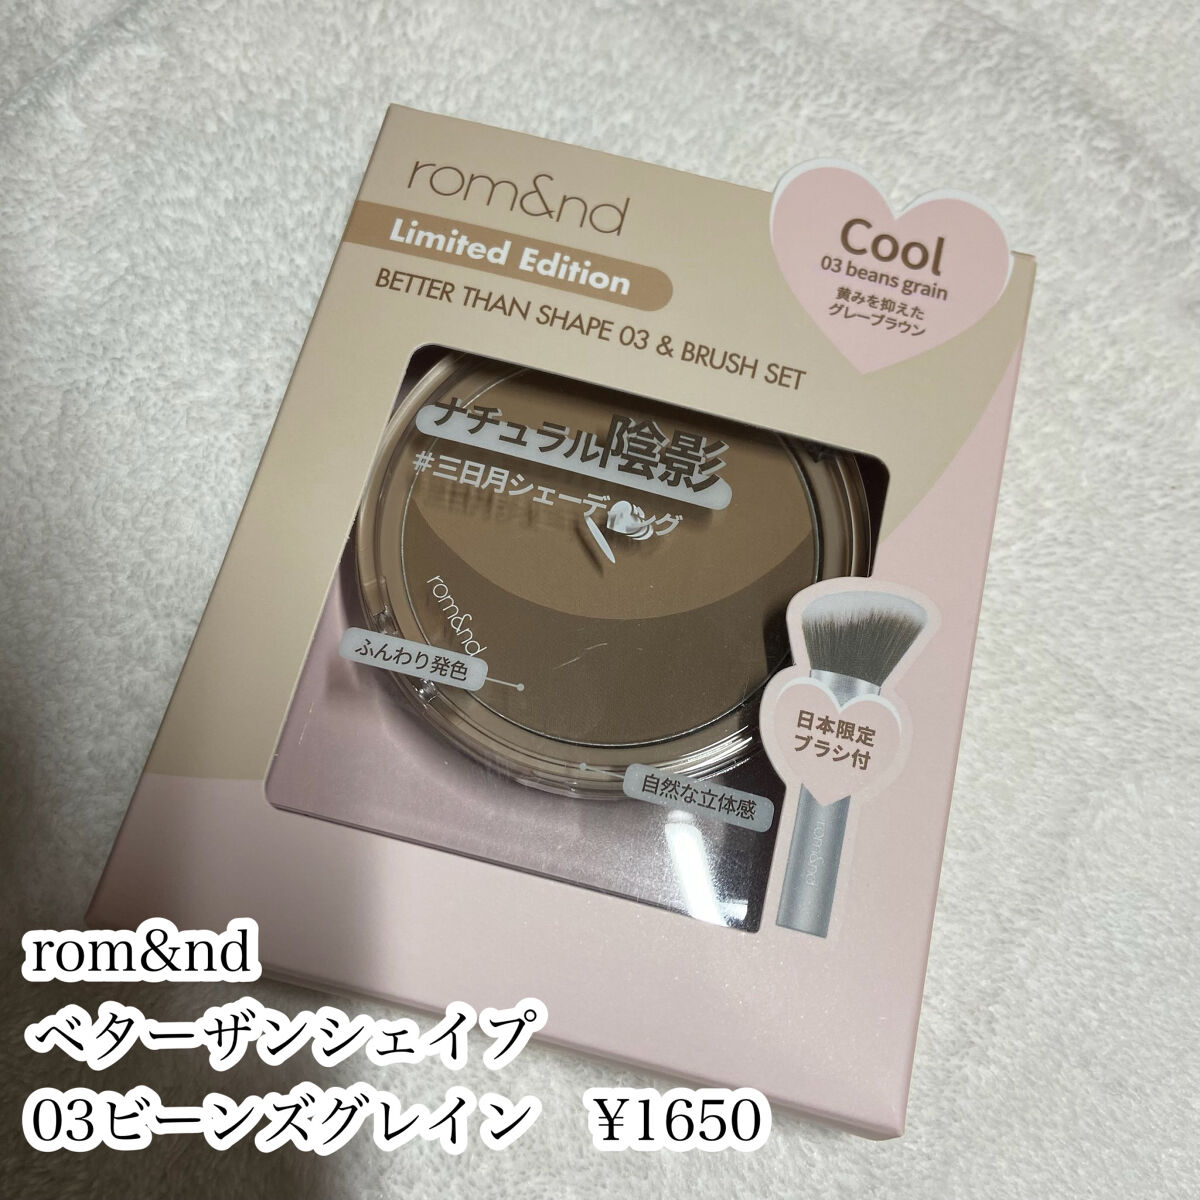 rom&nd
Limited Edition
BETTER THAN SHAPE 03 & BRUSH SET
Cool
03 beans grain
黄みを抑えた
グレーブラウン
ナチュラル陰影
#三日月シェーディング
rom&nd
ふんわり発色
自然な立体感
日本限定
ブラシ付
rom&nd
rom&nd
ベターザンシェイプ
03ビーンズグレイン ¥1650